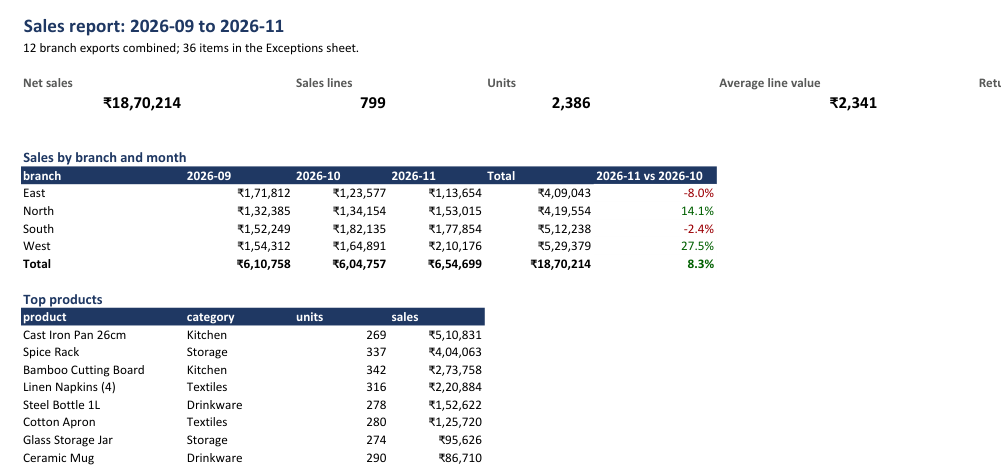 Sales report: 2026-09 to 2026-11
12 branch exports combined; 36 items in the Exceptions sheet.
Net sales Sales lines Units Average line value
₹18,70,214 799 2,386 ₹2,341
Sales by branch and month
branch 2026-09 2026-10 2026-11 Total 2026-11 vs 2026-10
East ₹1,71,812 ₹1,23,577 ₹1,13,654 ₹4,09,043 -8.0%
North ₹1,32,385 ₹1,34,154 ₹1,53,015 ₹4,19,554 14.1%
South ₹1,52,249 ₹1,82,135 ₹1,77,854 ₹5,12,238 -2.4%
West ₹1,54,312 ₹1,64,891 ₹2,10,176 ₹5,29,379 27.5%
Total ₹6,10,758 ₹6,04,757 ₹6,54,699 ₹18,70,214 8.3%
Top products
product category units sales
Cast Iron Pan 26cm Kitchen 269 ₹5,10,831
Spice Rack Storage 337 ₹4,04,063
Bamboo Cutting Board Kitchen 342 ₹2,73,758
Linen Napkins (4) Textiles 316 ₹2,20,884
Steel Bottle 1L Drinkware 278 ₹1,52,622
Cotton Apron Textiles 280 ₹1,25,720
Glass Storage Jar Storage 274 ₹95,626
Ceramic Mug Drinkware 290 ₹86,710